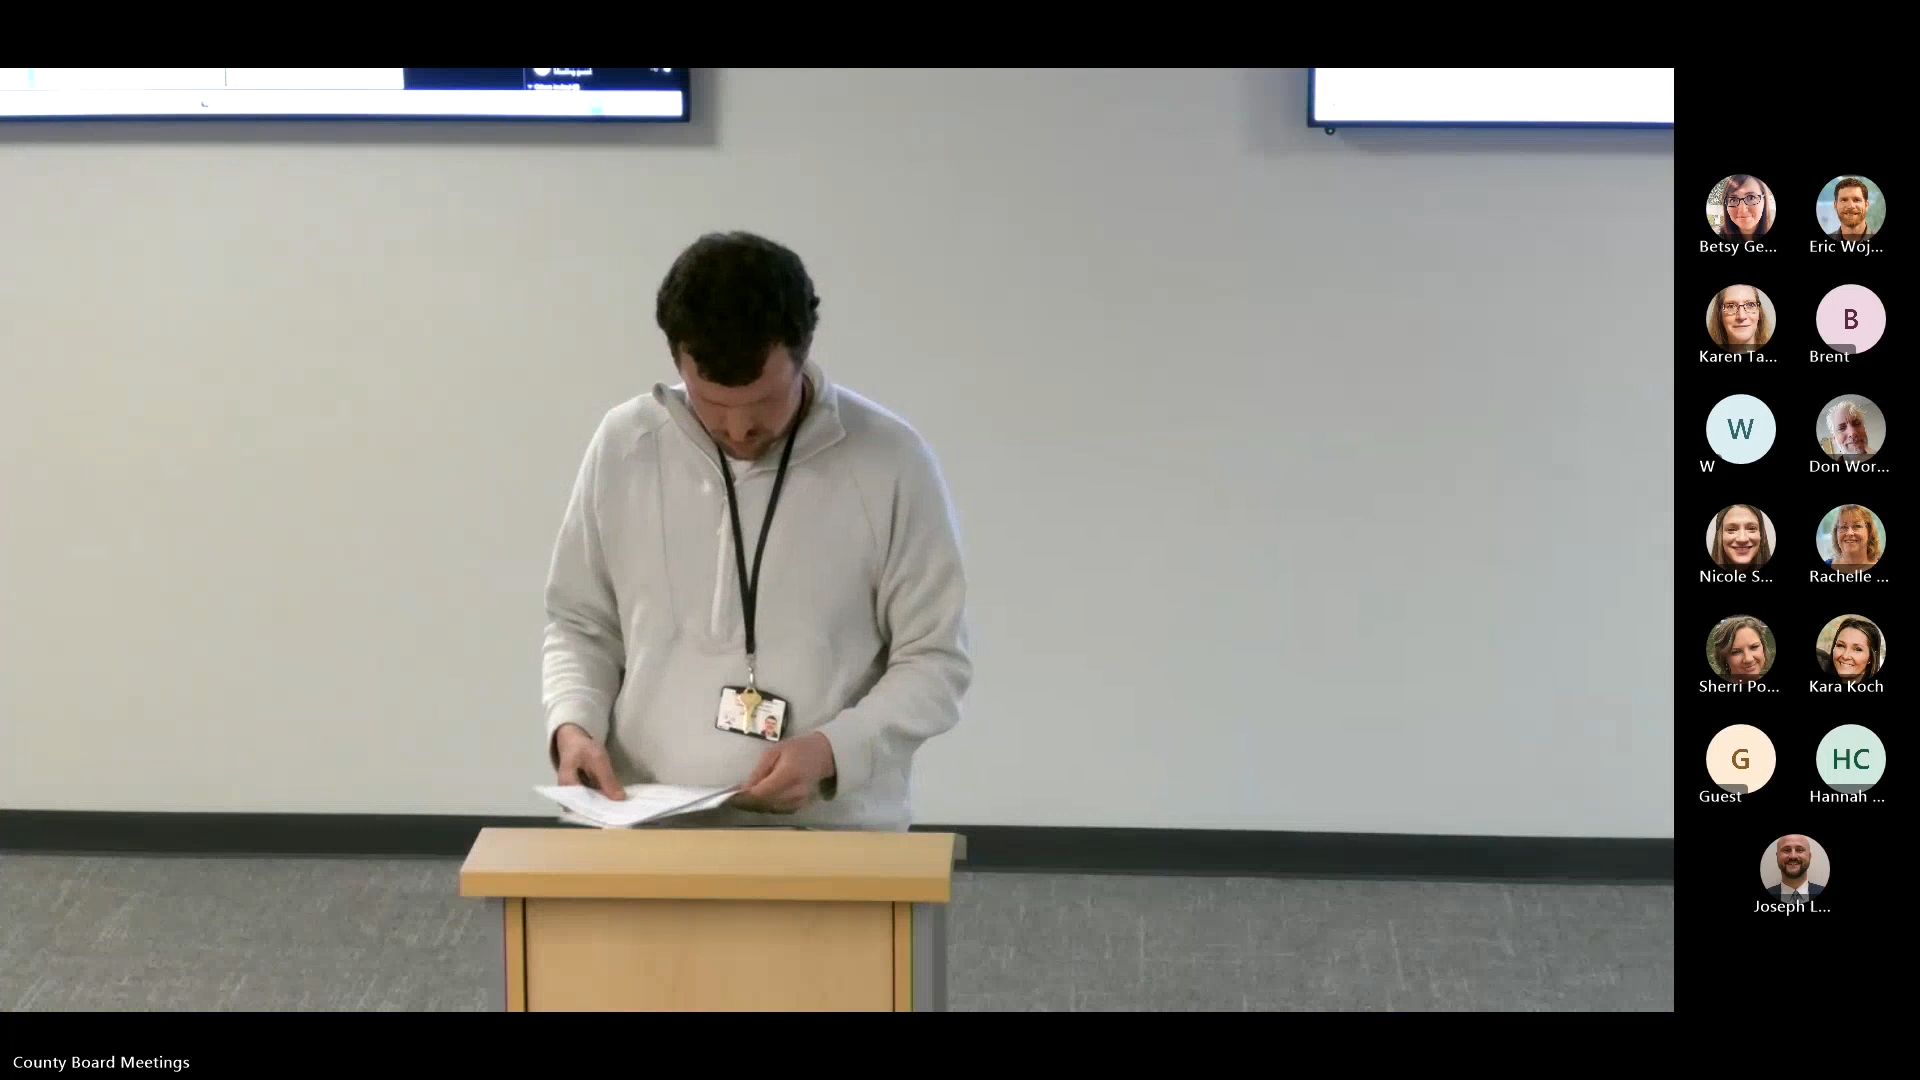 Betsy Ge...
Eric Woj...
Karen Ta...
B
Brent
W
W
Don Wor...
Nicole S...
Rachelle ...
Sherri Po...
Kara Koch
G
Guest
HC
Hannah ...
Joseph L...
County Board Meetings